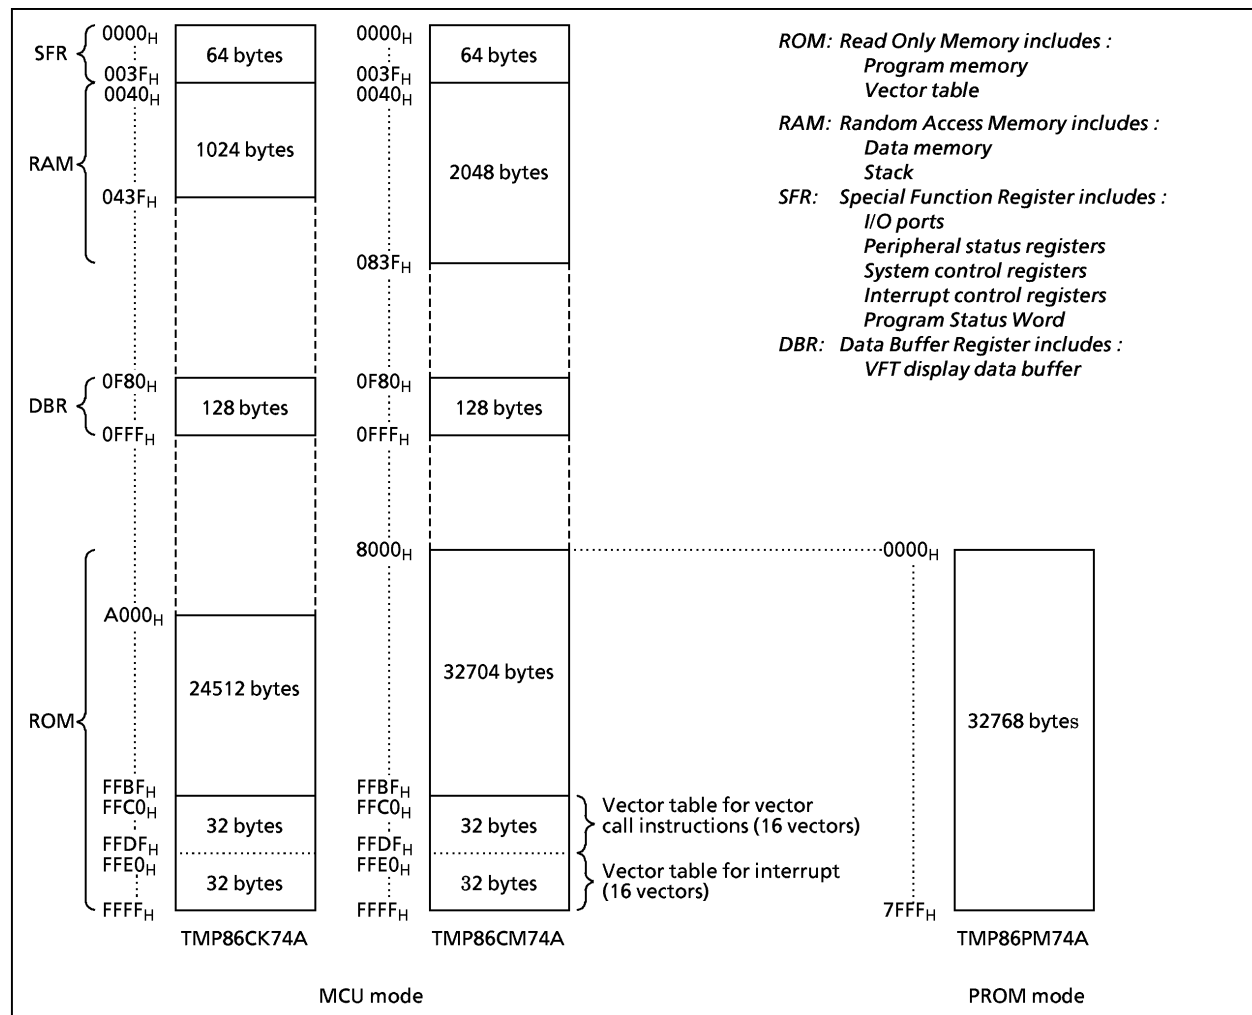 SFR
0000H
003FH
0040H
RAM
043FH
0F80H
DBR
0FFFH
ROM
A000H
FFBFH
FFC0H
FFDFH
FFE0H
FFFFH
64 bytes
1024 bytes
128 bytes
24512 bytes
32 bytes
32 bytes
TMP86CK74A
0000H
003FH
0040H
083FH
0F80H
0FFFH
8000H
FFBFH
FFC0H
FFDFH
FFE0H
FFFFH
64 bytes
2048 bytes
128 bytes
32704 bytes
32 bytes
32 bytes
TMP86CM74A
Vector table for vector
call instructions (16 vectors)
Vector table for interrupt
(16 vectors)
MCU mode
ROM: Read Only Memory includes :
Program memory
Vector table
RAM: Random Access Memory includes :
Data memory
Stack
SFR: Special Function Register includes :
I/O ports
Peripheral status registers
System control registers
Interrupt control registers
Program Status Word
DBR: Data Buffer Register includes :
VFT display data buffer
0000H
7FFFH
32768 bytes
TMP86PM74A
PROM mode